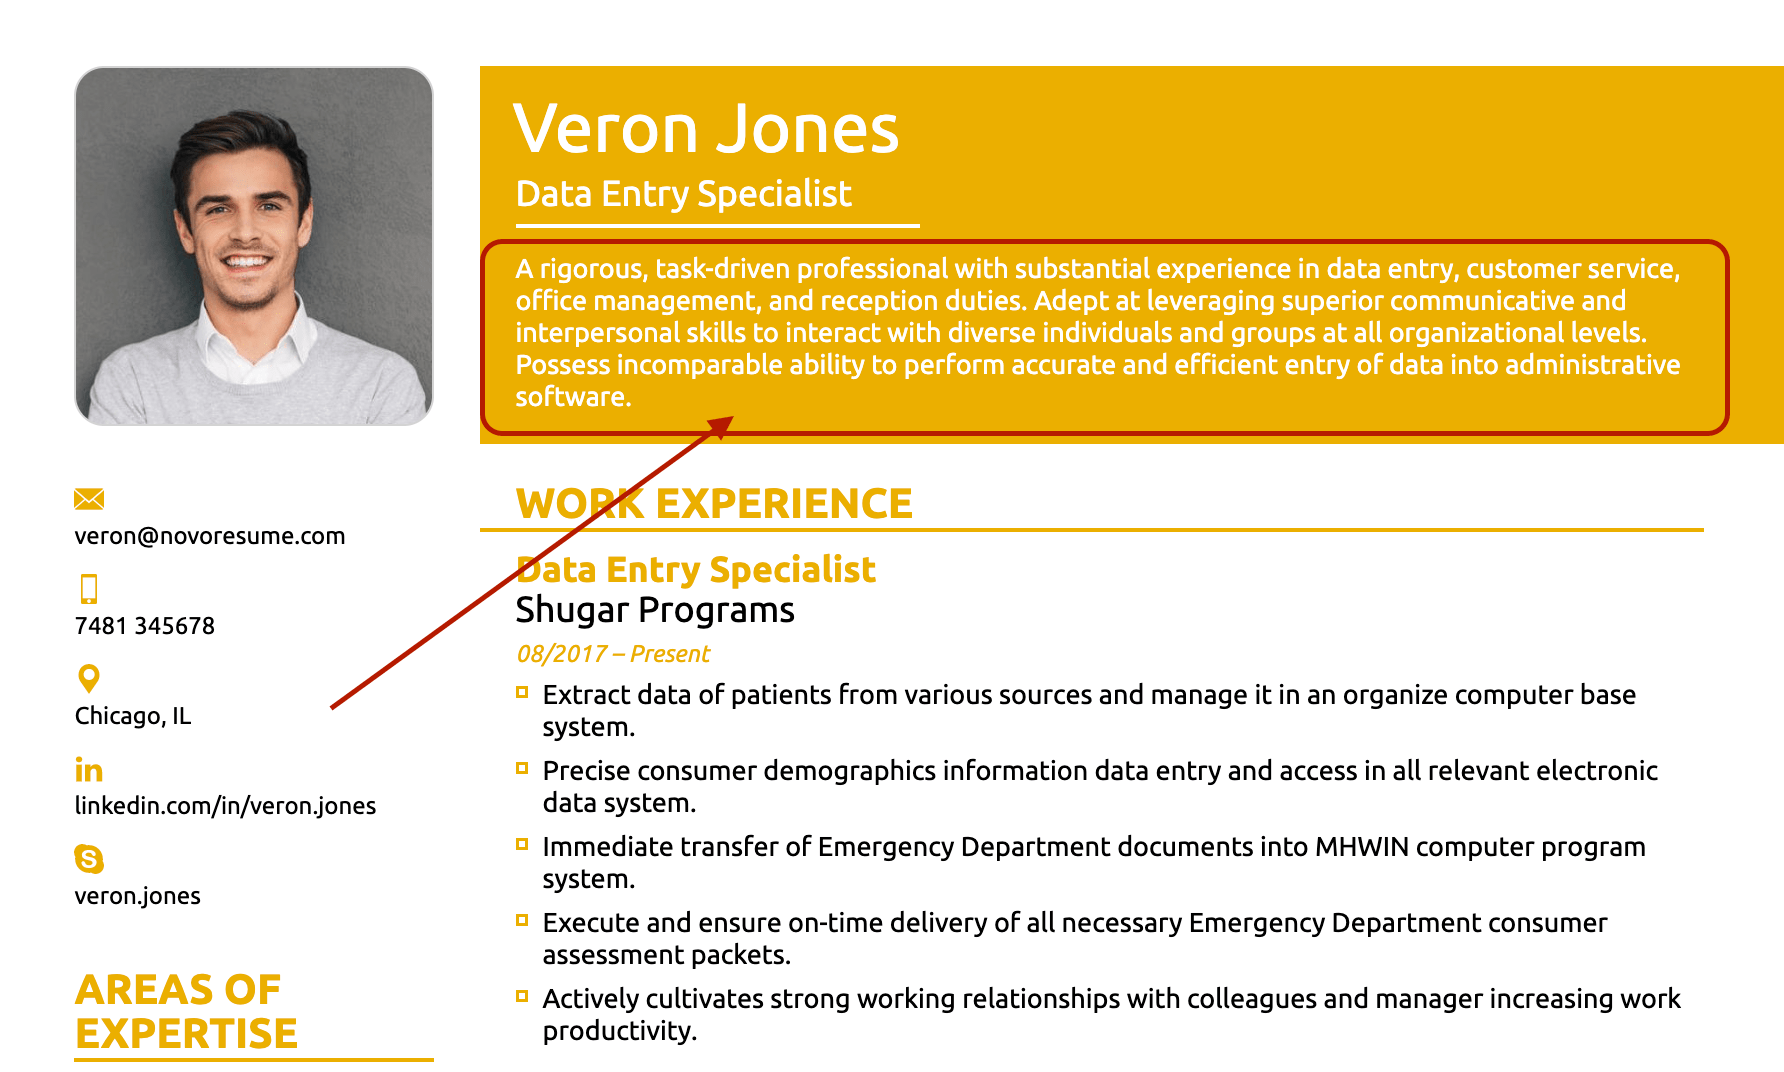 Veron Jones
Data Entry Specialist
A rigorous, task-driven professional with substantial experience in data entry, customer service,
office management, and reception duties. Adept at leveraging superior communicative and
interpersonal skills to interact with diverse individuals and groups at all organizational levels.
Possess incomparable ability to perform accurate and efficient entry of data into administrative
software.
veron@novoresume.com
7481 345678
Chicago, IL
in
linkedin.com/in/veron.jones
S
veron.jones
AREAS OF
EXPERTISE
WORK EXPERIENCE
Data Entry Specialist
Shugar Programs
08/2017 – Present
Extract data of patients from various sources and manage it in an organize computer base
system.
Precise consumer demographics information data entry and access in all relevant electronic
data system.
Immediate transfer of Emergency Department documents into MHWIN computer program
system.
Execute and ensure on-time delivery of all necessary Emergency Department consumer
assessment packets.
Actively cultivates strong working relationships with colleagues and manager increasing work
productivity.